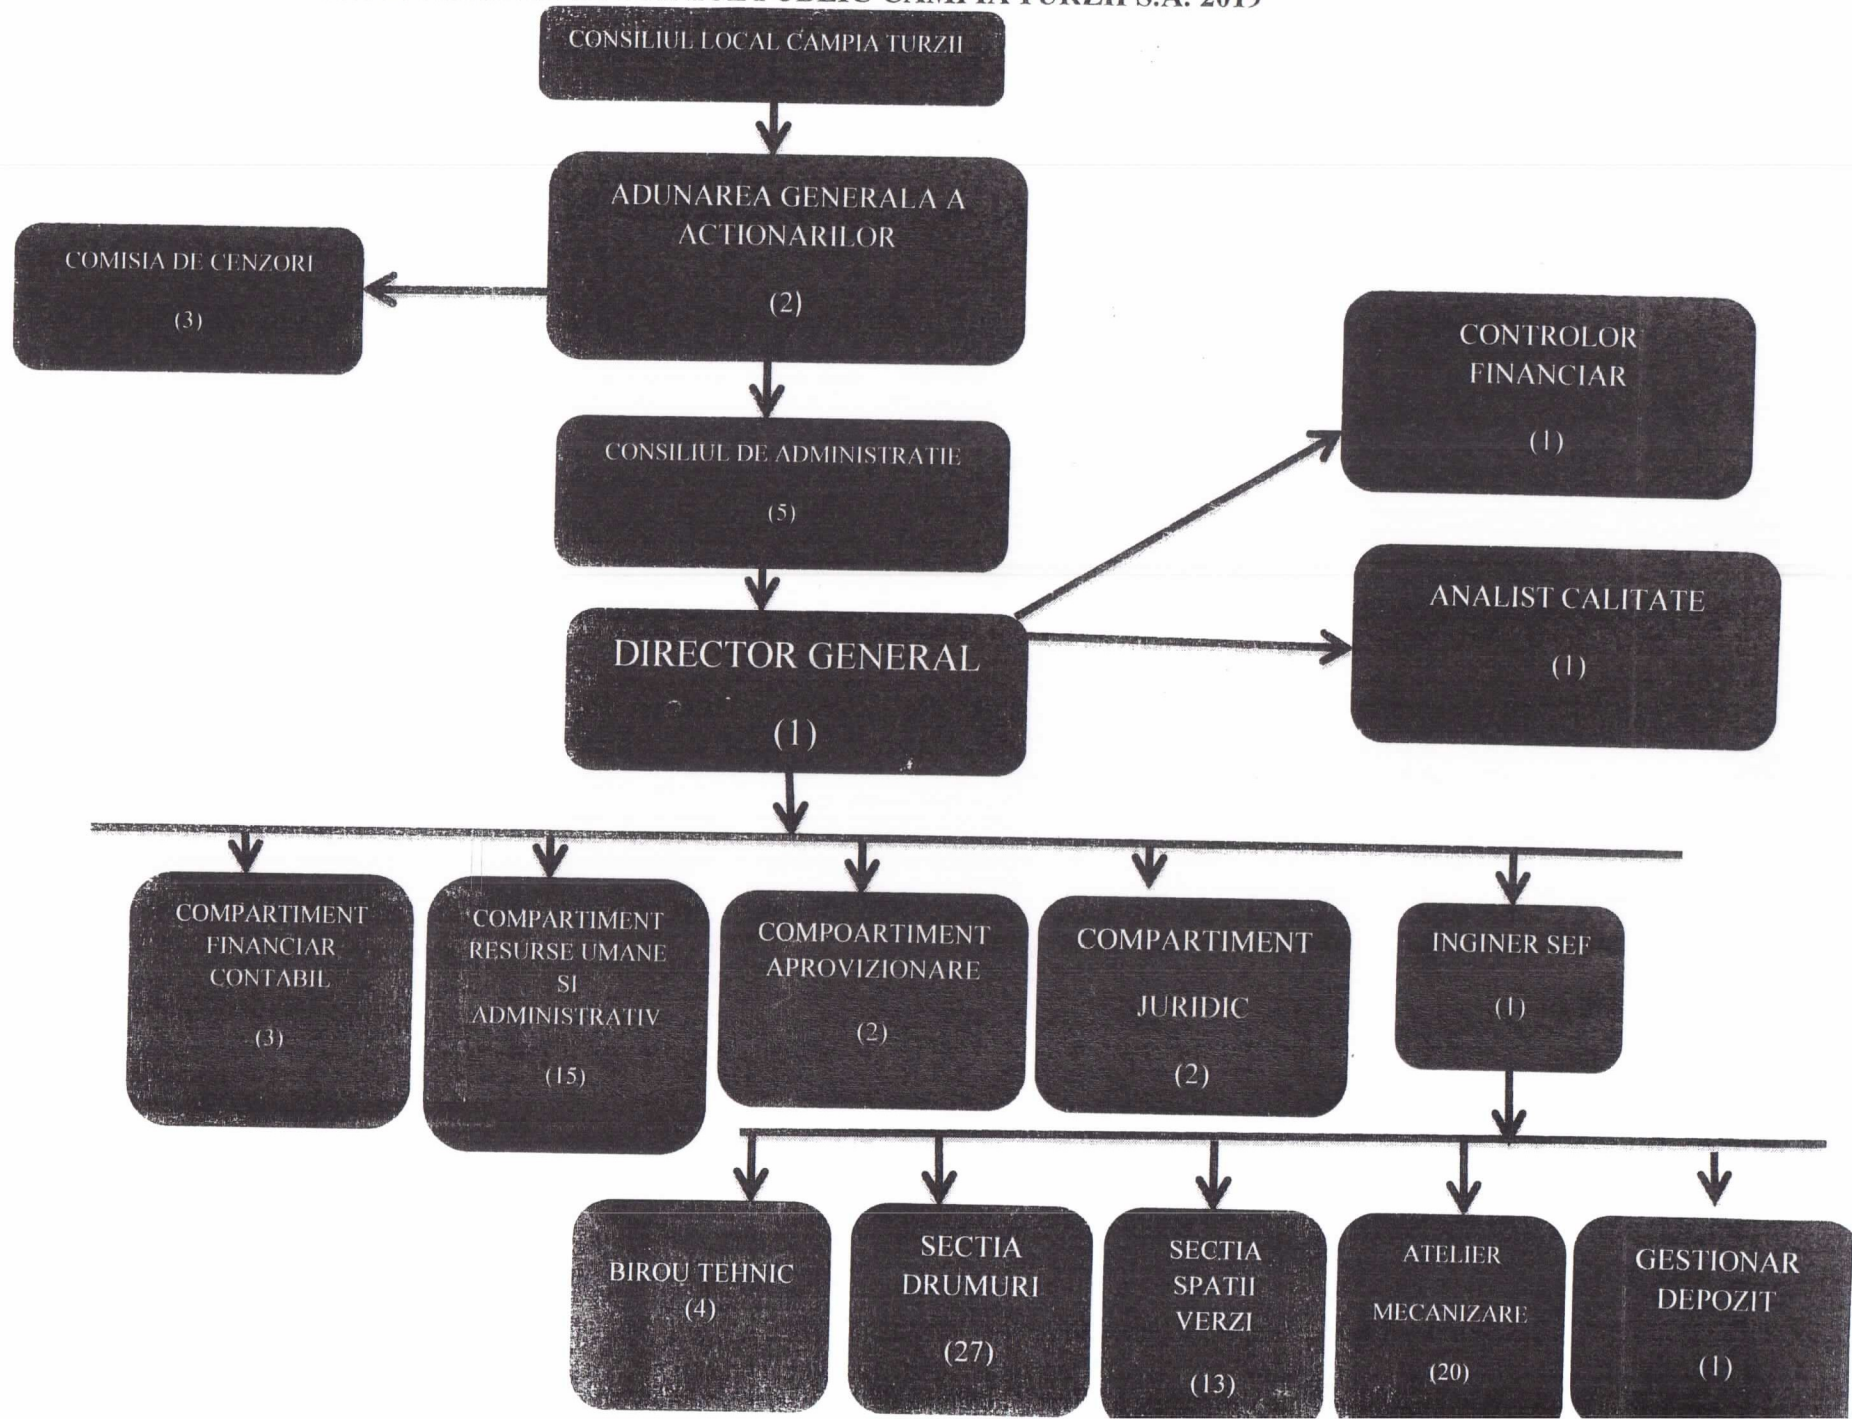 CAMPIA TURZII S.A. 2013
CONSILIUL LOCAL CAMPIA TURZII
ADUNAREA GENERALA A
ACTIONARILOR
(2)
COMISIA DE CENZORI
(3)
CONTROLOR
FINANCIAR
(1)
CONSILIUL DE ADMINISTRATIE
(5)
ANALIST CALITATE
(1)
DIRECTOR GENERAL
(1)
COMPARTIMENT
FINANCIAR
CONTABIL
(3)
COMPARTIMENT
RESURSE UMANE
SI
ADMINISTRATIV
(15)
COMPOARTIMENT
APROVIZIONARE
(2)
COMPARTIMENT
JURIDIC
(2)
INGINER SEF
(1)
BIROU TEHNIC
(4)
SECTIA
DRUMURI
(27)
SECTIA
SPATII
VERZI
(13)
ATELIER
MECANIZARE
(20)
GESTIONAR
DEPOZIT
(1)